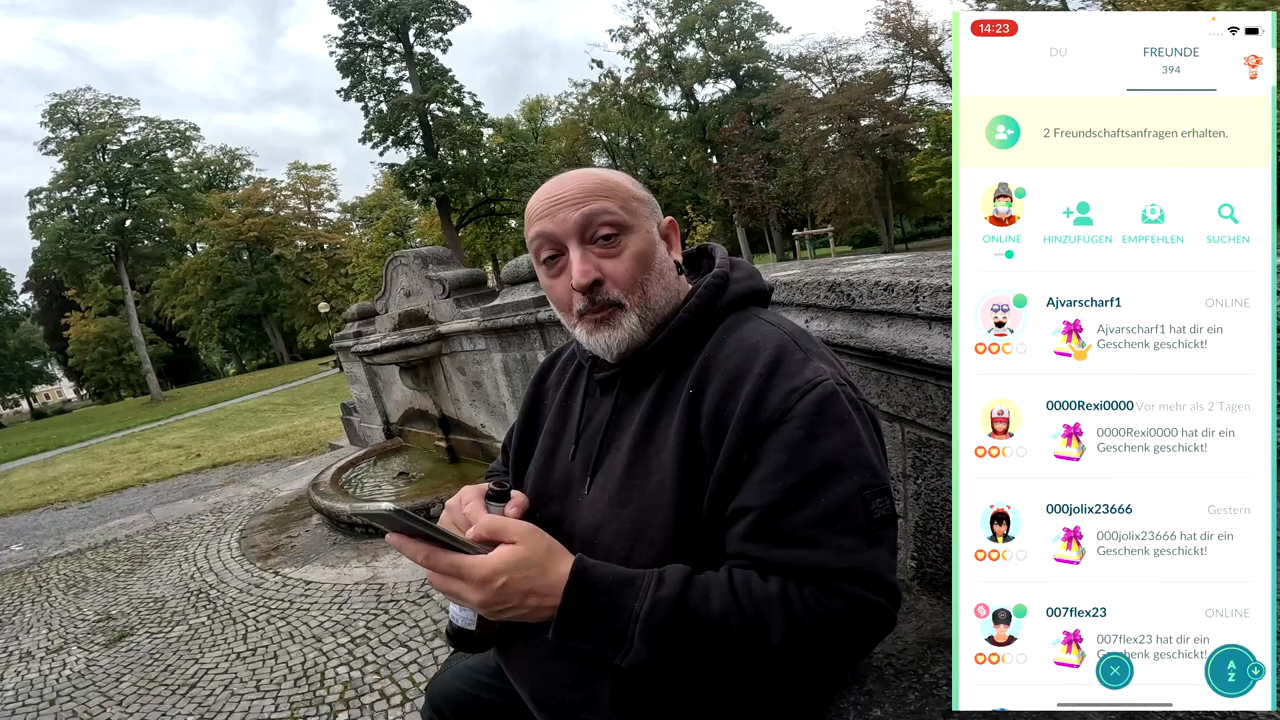 14:23
DU
FREUNDE
394
2 Freundschaftsanfragen erhalten.
ONLINE
HINZUFÜGEN
EMPFEHLEN
SUCHEN
Ajvarscharf1
ONLINE
Ajvarscharf1 hat dir ein
Geschenk geschickt!
0000Rexi0000
Vor mehr als 2 Tagen
0000Rexi0000 hat dir ein
Geschenk geschickt!
000jolix23666
Gestern
000jolix23666 hat dir ein
Geschenk geschickt!
007flex23
ONLINE
007flex23 hat dir ein
Geschenk geschickt!
A
Z